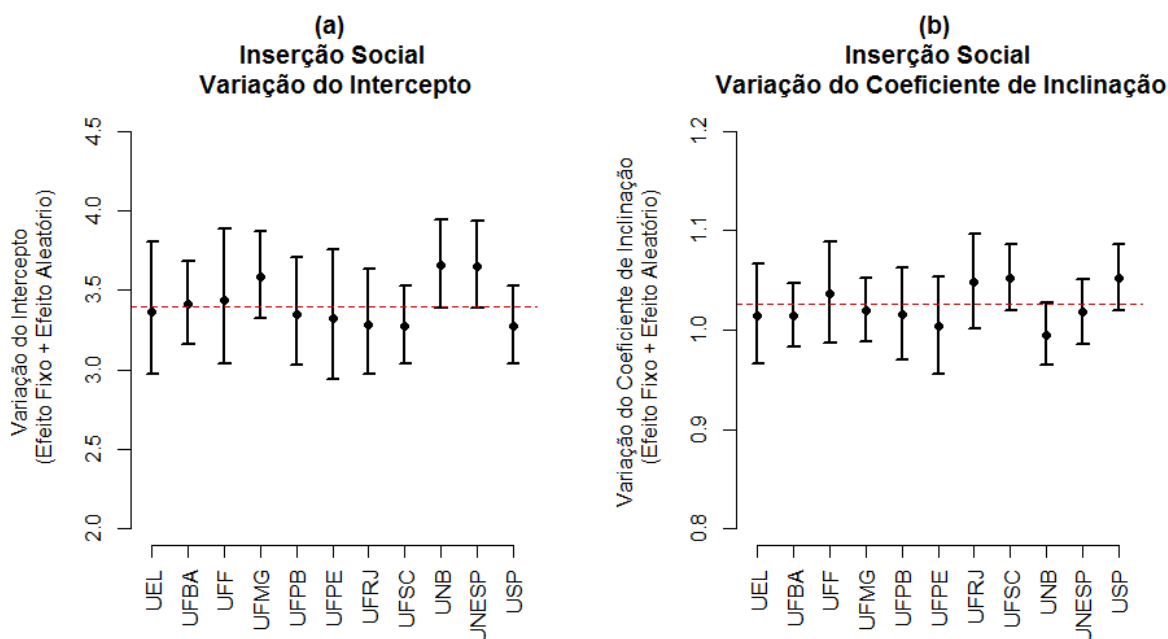 (a)
Inserção Social
Variação do Intercepto
Variação do Intercepto
(Efeito Fixo + Efeito Aleatório)
4.5
4.0
3.5
3.0
2.5
2.0
UEL
UFBA
UFF
UFMG
UFPB
UFPE
UFRJ
UFSC
UNB
UNESP
USP
(b)
Inserção Social
Variação do Coeficiente de Inclinação
Variação do Coeficiente de Inclinação
(Efeito Fixo + Efeito Aleatório)
1.2
1.1
1.0
0.9
0.8
UEL
UFBA
UFF
UFMG
UFPB
UFPE
UFRJ
UFSC
UNB
UNESP
USP